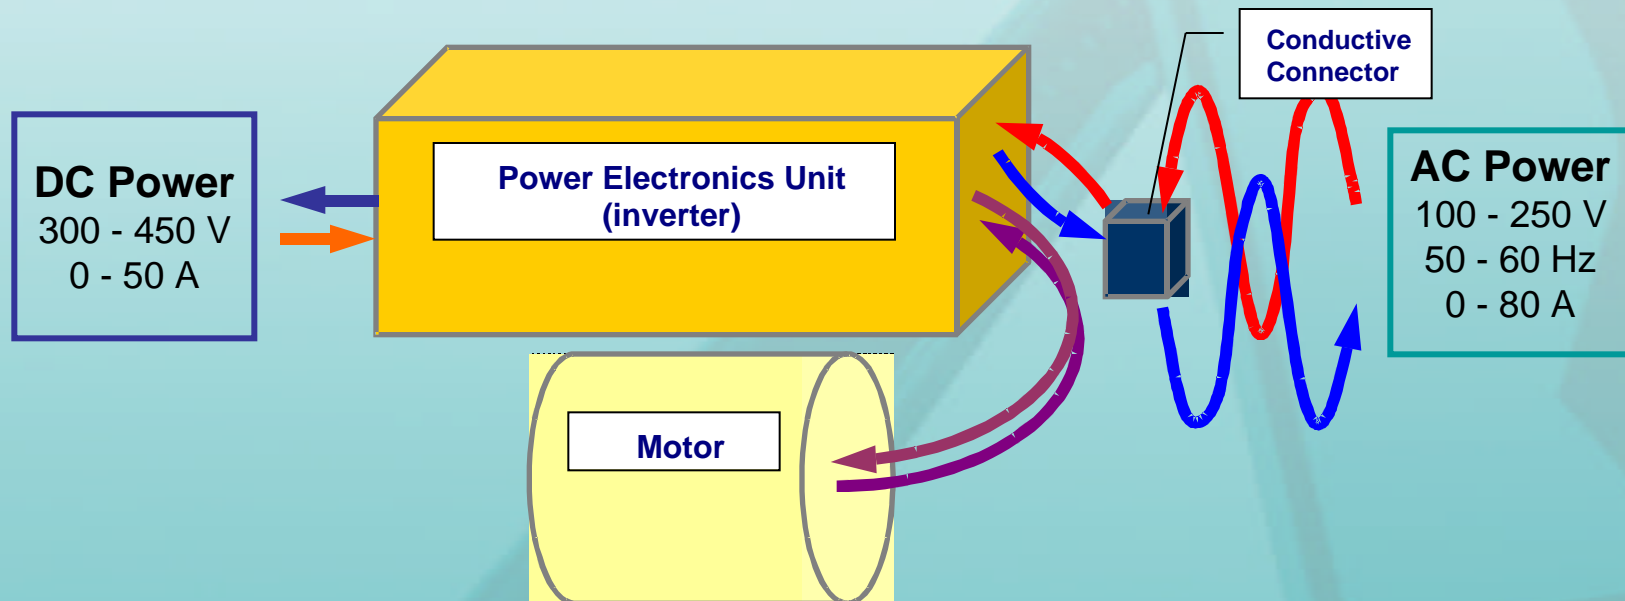 Conductive
Connector
DC Power
300 - 450 V
0 - 50 A
Power Electronics Unit
(inverter)
AC Power
100 - 250 V
50 - 60 Hz
0 - 80 A
Motor